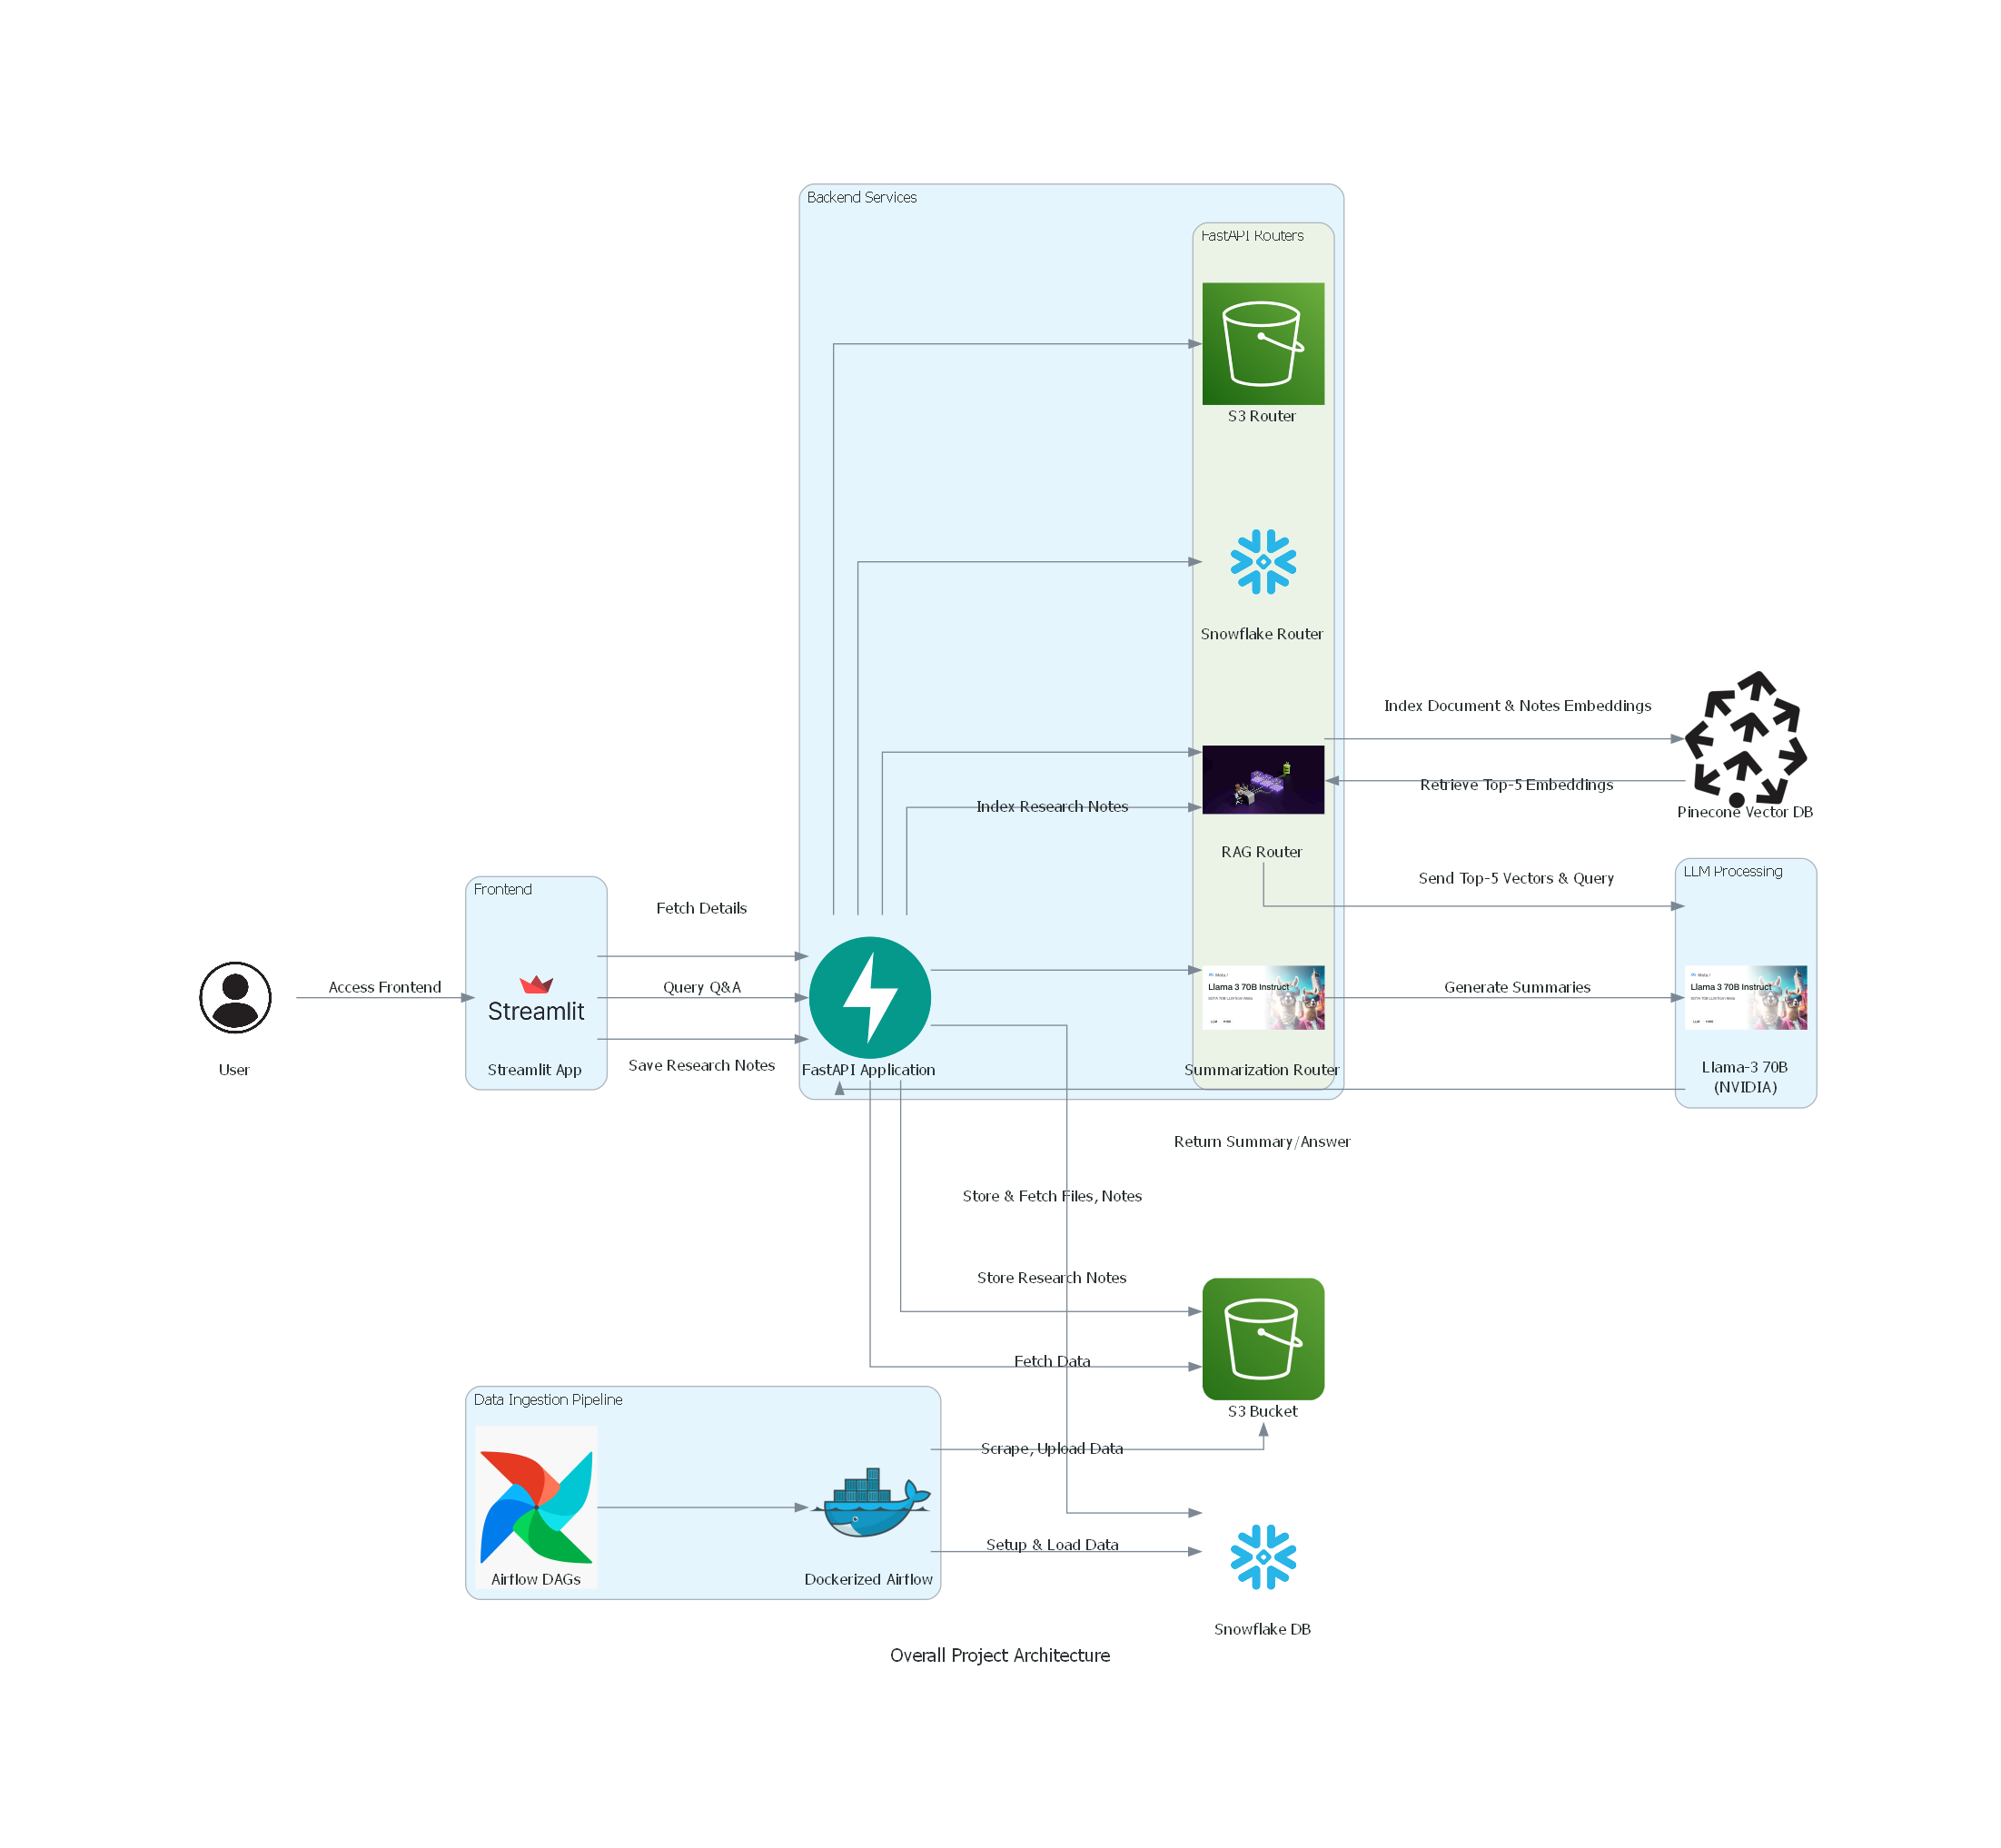 Backend Services
FastAPI Routers
S3 Router
Snowflake Router
Index Document & Notes Embeddings
Retrieve Top-5 Embeddings
Pinecone Vector DB
Index Research Notes
RAG Router
Send Top-5 Vectors & Query
LLM Processing
Frontend
Fetch Details
Access Frontend
Streamlit
Query Q&A
Llama 3 70B Instruct
Generate Summaries
Llama 3 70B Instruct
User
Streamlit App
Save Research Notes
FastAPI Application
Summarization Router
Llama-3 70B
(NVIDIA)
Return Summary/Answer
Store & Fetch Files, Notes
Store Research Notes
Fetch Data
S3 Bucket
Data Ingestion Pipeline
Scrape, Upload Data
Setup & Load Data
Airflow DAGs
Dockerized Airflow
Snowflake DB
Overall Project Architecture